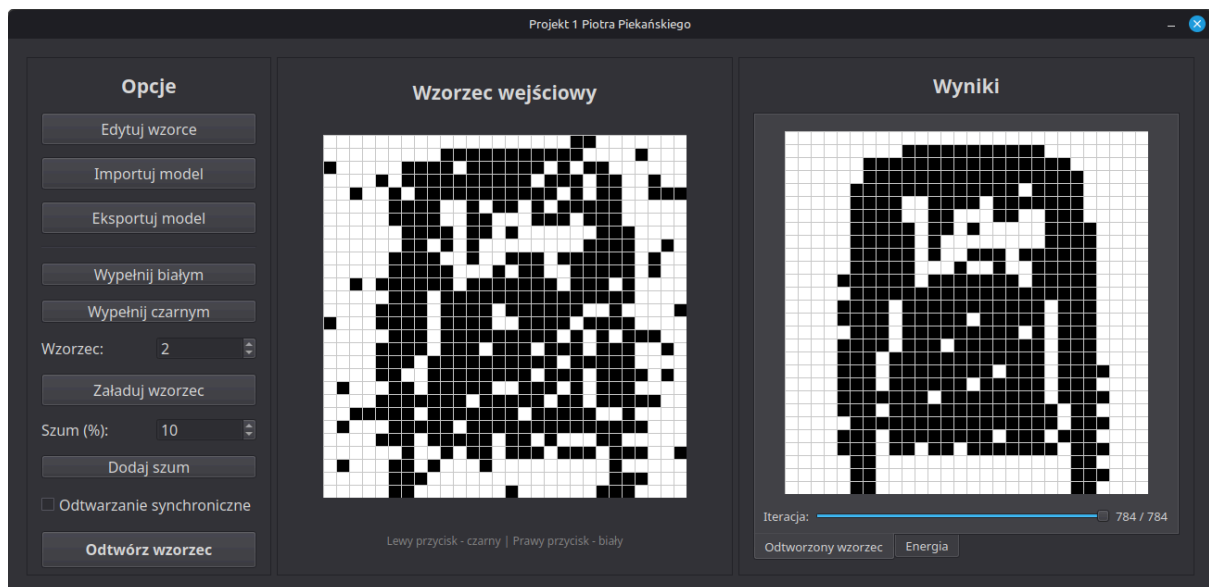 Projekt 1 Piotra Piekańskiego
Opcje
Edytuj wzorce
Importuj model
Eksportuj model
Wypełnij białym
Wypełnij czarnym
Wzorzec: 2
Załaduj wzorzec
Szum (%): 10
Dodaj szum
Odtwarzanie synchroniczne
Odtwórz wzorzec
Wzorzec wejściowy
Lewy przycisk - czarny | Prawy przycisk - biały
Wyniki
Iteracja: 784 / 784
Odtworzony wzorzec Energia